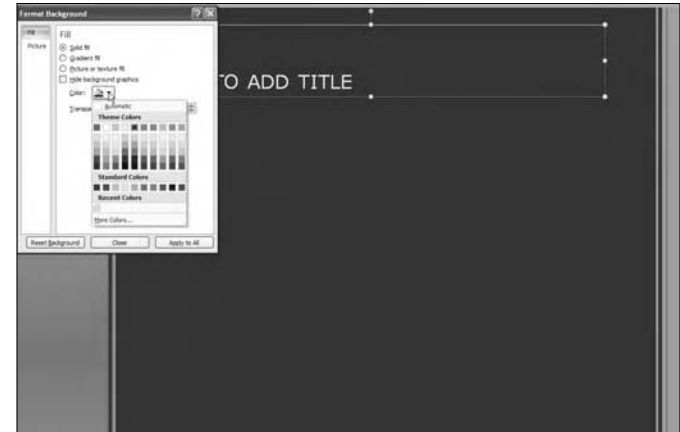 Format Background
Fill
Picture
Fill
Solid fill
Gradient fill
Picture or texture fill
Hide background graphics
Color:
Automatic
Transpa
Theme Colors
Standard Colors
Recent Colors
More Colors...
Reset Background
Close
Apply to All
TO ADD TITLE